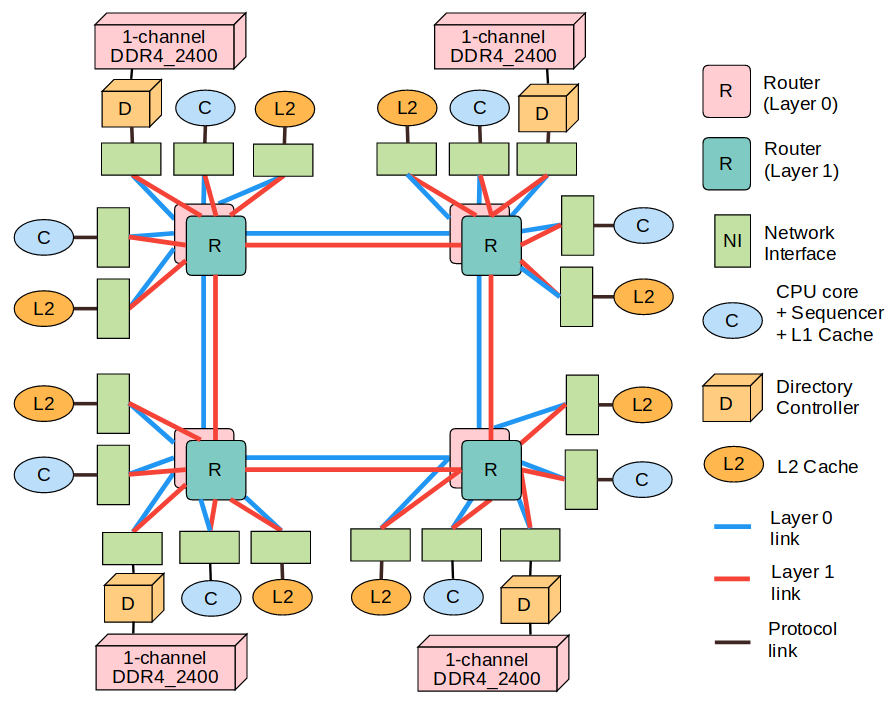 1-channel
DDR4_2400
1-channel
DDR4_2400
D
C
L2
L2
C
D
C
R
R
C
L2
L2
L2
R
R
L2
C
C
D
C
L2
L2
C
D
1-channel
DDR4_2400
1-channel
DDR4_2400
R
Router
(Layer 0)
R
Router
(Layer 1)
NI
Network
Interface
C
CPU core
+ Sequencer
+ L1 Cache
D
Directory
Controller
L2
L2 Cache
Layer 0
link
Layer 1
link
Protocol
link